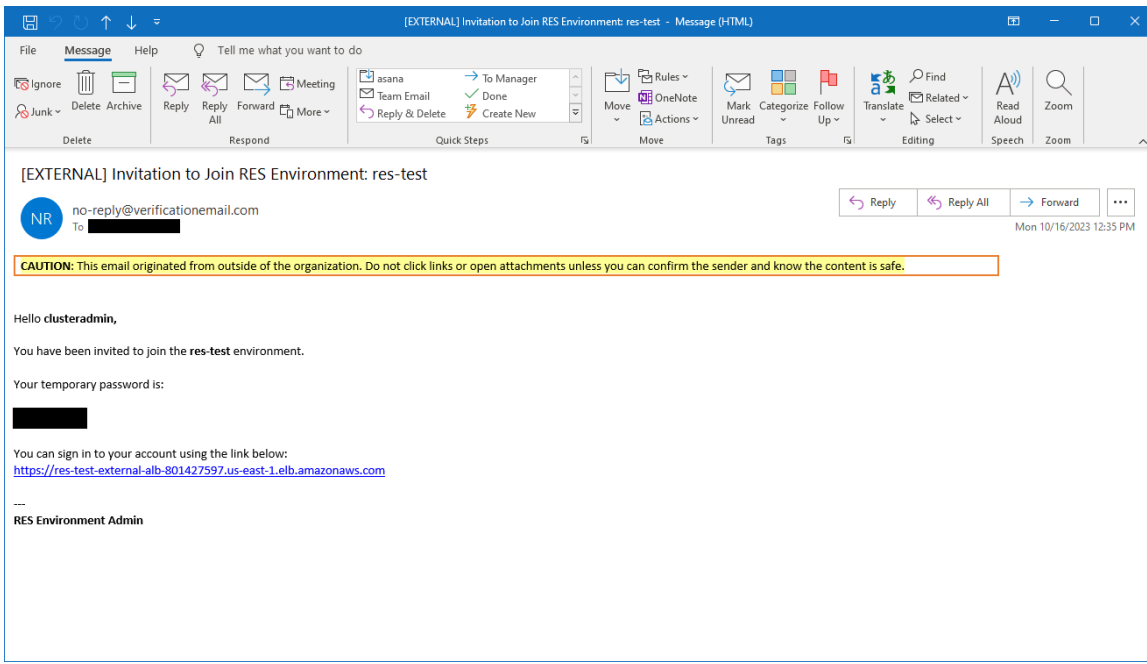 [EXTERNAL] Invitation to Join RES Environment: res-test - Message (HTML)
File Message Help Tell me what you want to do
Ignore
Junk
Delete
Archive
Delete
Reply
Reply All
Forward
Meeting
More
Respond
asana
Team Email
Reply & Delete
To Manager
Done
Create New
Quick Steps
Move
Rules
OneNote
Actions
Move
Mark Unread
Categorize
Follow Up
Tags
Translate
Find
Related
Select
Editing
Read Aloud
Speech
Zoom
Zoom
[EXTERNAL] Invitation to Join RES Environment: res-test
NR
no-reply@verificationemail.com
To
Reply
Reply All
Forward
Mon 10/16/2023 12:35 PM
CAUTION: This email originated from outside of the organization. Do not click links or open attachments unless you can confirm the sender and know the content is safe.
Hello clusteradmin,
You have been invited to join the res-test environment.
Your temporary password is:
You can sign in to your account using the link below:
https://res-test-external-alb-801427597.us-east-1.elb.amazonaws.com
---
RES Environment Admin